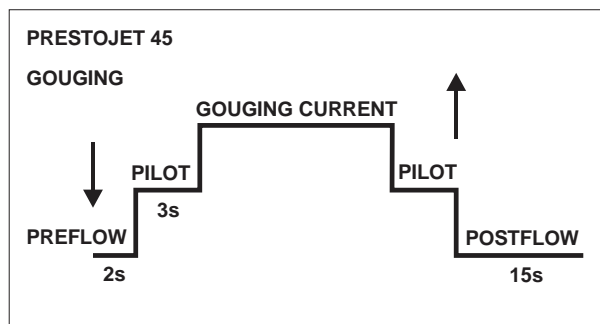 PRESTOJET 45
GOUGING
GOUGING CURRENT
PILOT
PILOT
3s
PREFLOW
POSTFLOW
2s
15s